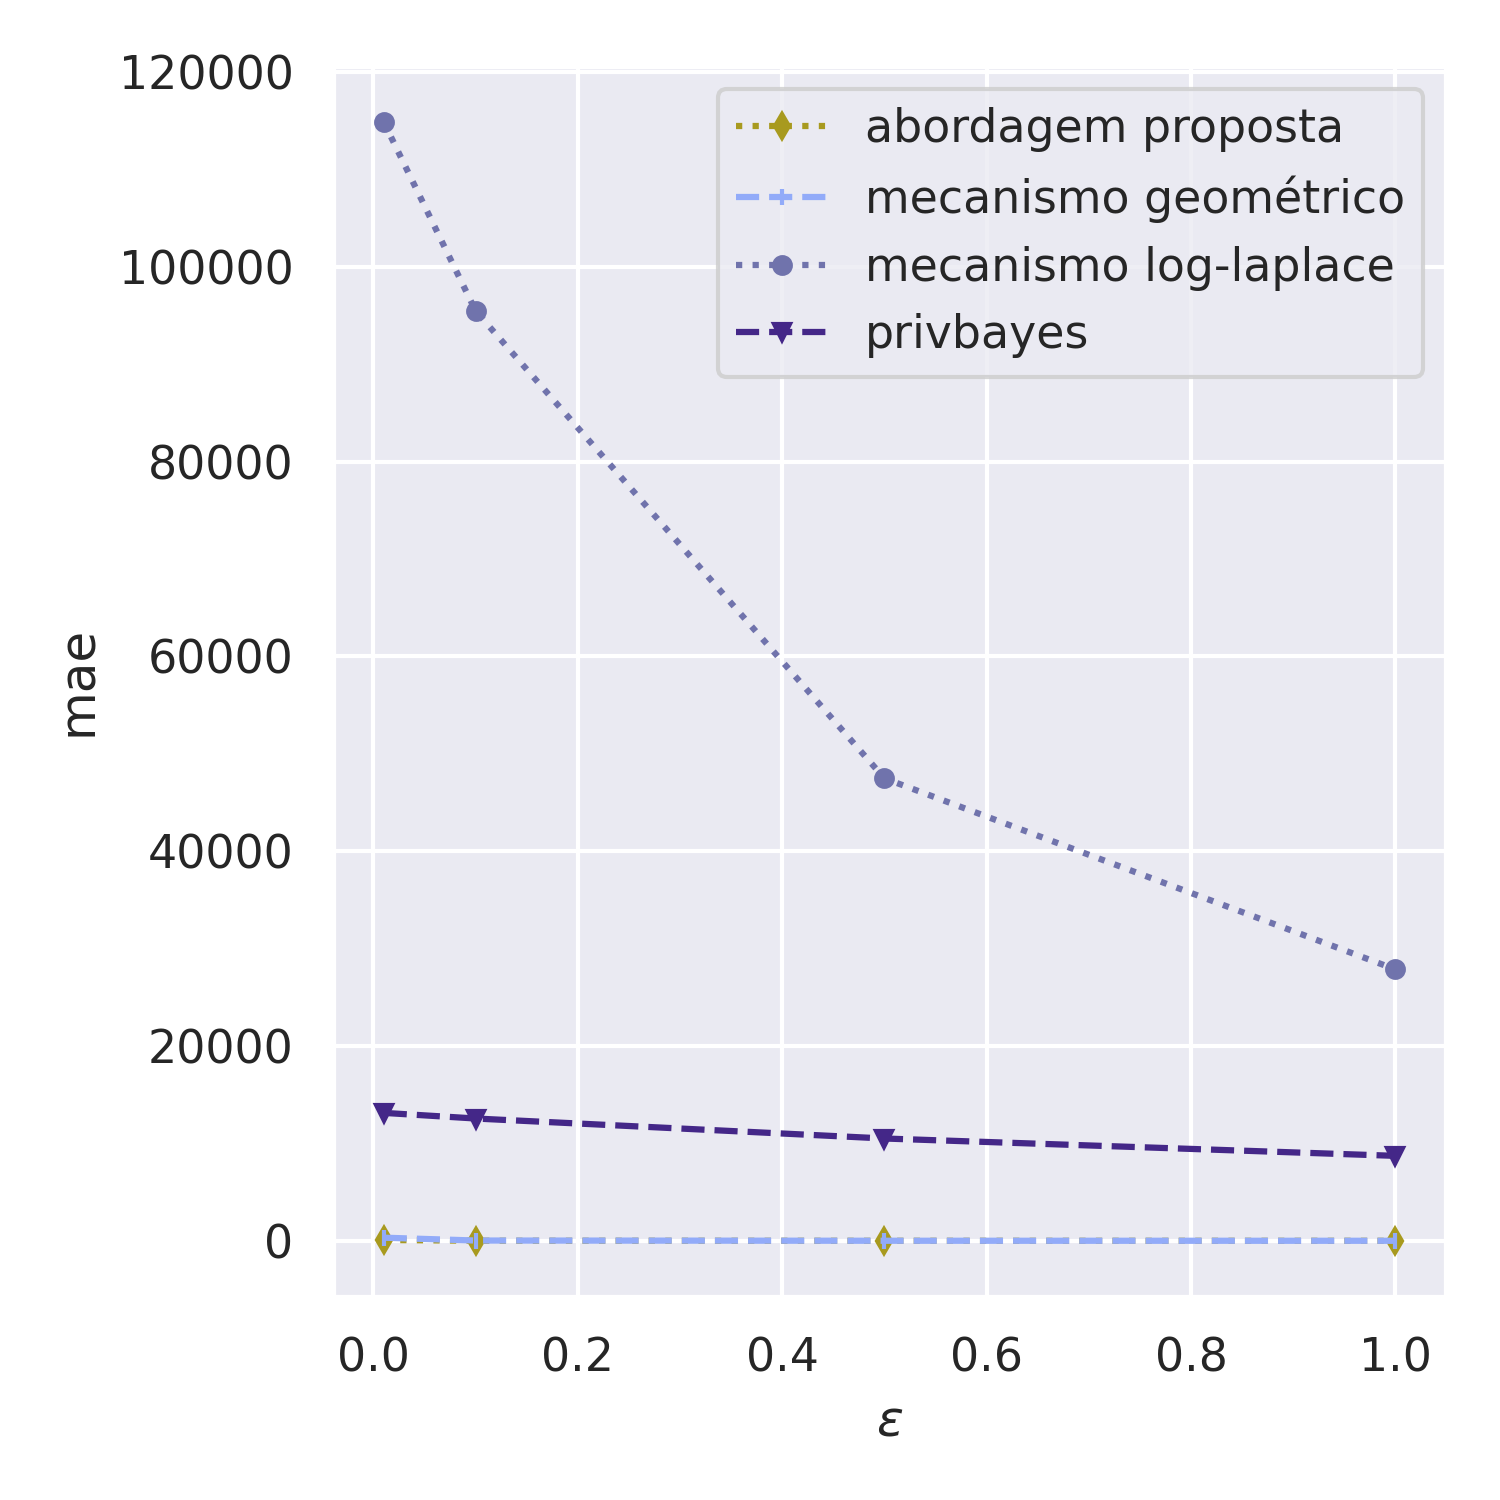 120000
100000
80000
60000
40000
20000
0
mae
abordagem proposta
mecanismo geométrico
mecanismo log-laplace
privbayes
0.0 0.2 0.4 0.6 0.8 1.0
ε